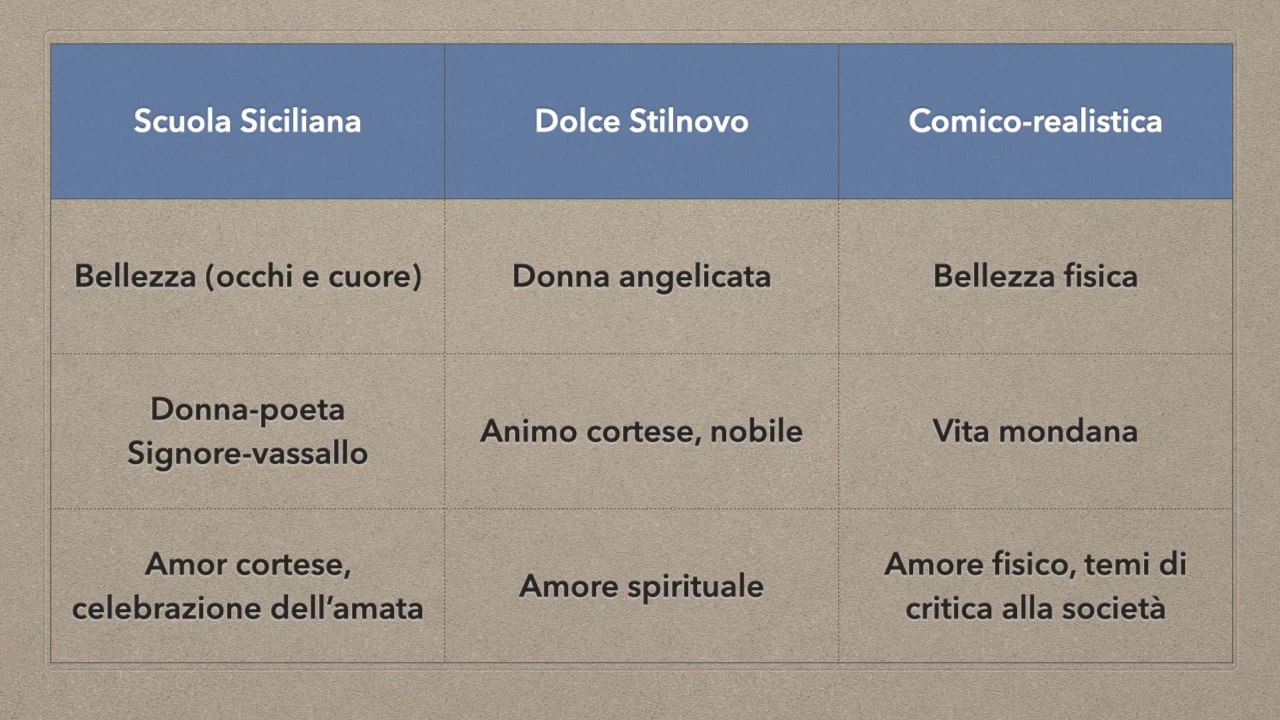 Scuola Siciliana
Dolce Stilnovo
Comico-realistica
Bellezza (occhi e cuore)
Donna angelicata
Bellezza fisica
Donna-poeta
Signore-vassallo
Animo cortese, nobile
Vita mondana
Amor cortese,
celebrazione dell’amata
Amore spirituale
Amore fisico, temi di
critica alla società